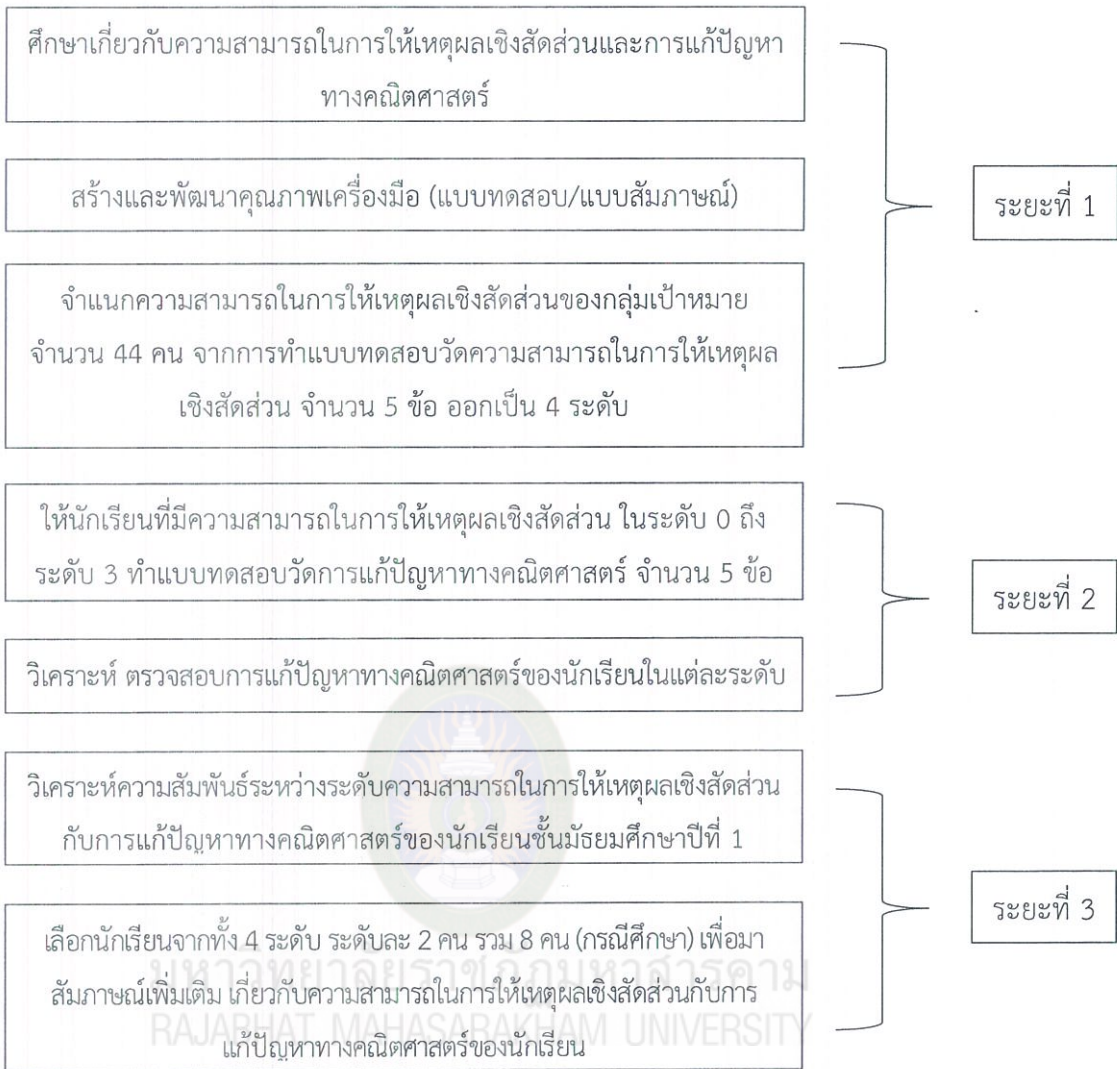 ศึกษาเกี่ยวกับความสามารถในการให้เหตุผลเชิงสัดส่วนและการแก้ปัญหา
ทางคณิตศาสตร์
สร้างและพัฒนาคุณภาพเครื่องมือ (แบบทดสอบ/แบบสัมภาษณ์)
จำแนกความสามารถในการให้เหตุผลเชิงสัดส่วนของกลุ่มเป้าหมาย
จำนวน 44 คน จากการทำแบบทดสอบวัดความสามารถในการให้เหตุผล
เชิงสัดส่วน จำนวน 5 ข้อ ออกเป็น 4 ระดับ
ระยะที่ 1
ให้นักเรียนที่มีความสามารถในการให้เหตุผลเชิงสัดส่วน ในระดับ 0 ถึง
ระดับ 3 ทำแบบทดสอบวัดการแก้ปัญหาทางคณิตศาสตร์ จำนวน 5 ข้อ
วิเคราะห์ ตรวจสอบการแก้ปัญหาทางคณิตศาสตร์ของนักเรียนในแต่ละระดับ
ระยะที่ 2
วิเคราะห์ความสัมพันธ์ระหว่างระดับความสามารถในการให้เหตุผลเชิงสัดส่วน
กับการแก้ปัญหาทางคณิตศาสตร์ของนักเรียนชั้นมัธยมศึกษาปีที่ 1
เลือกนักเรียนจากทั้ง 4 ระดับ ระดับละ 2 คน รวม 8 คน (กรณีศึกษา) เพื่อมา
สัมภาษณ์เพิ่มเติม เกี่ยวกับความสามารถในการให้เหตุผลเชิงสัดส่วนกับการ
แก้ปัญหาทางคณิตศาสตร์ของนักเรียน
ระยะที่ 3
มหาวิทยาลัยราชภัฏมหาสารคาม
RAJABHAT MAHASARAKHAM UNIVERSITY